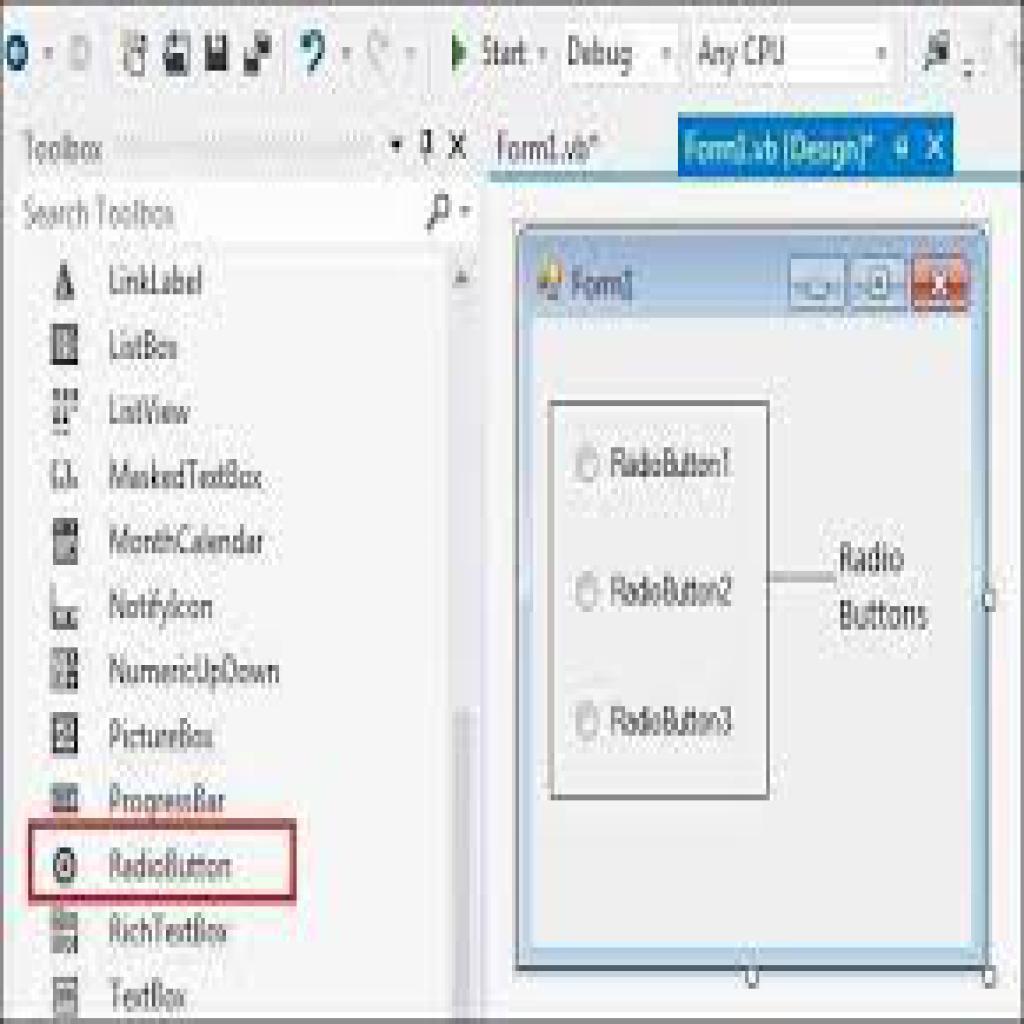 Start Debug Any CPU
Toolbox
Form1.vb*
Form1.vb [Design]*
Search Toolbox
LinkLabel
ListBox
ListView
MaskedTextBox
MonthCalendar
NotifyIcon
NumericUpDown
PictureBox
ProgressBar
RadioButton
RichTextBox
TextBox
Form1
RadioButton1
RadioButton2
RadioButton3
Radio
Buttons